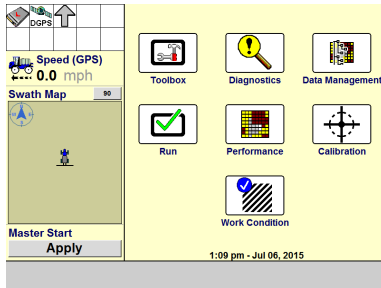 DGPS
Speed (GPS)
0.0 mph
Swath Map
90
Master Start
Apply
Toolbox
Diagnostics
Data Management
Run
Performance
Calibration
Work Condition
1:09 pm - Jul 06, 2015